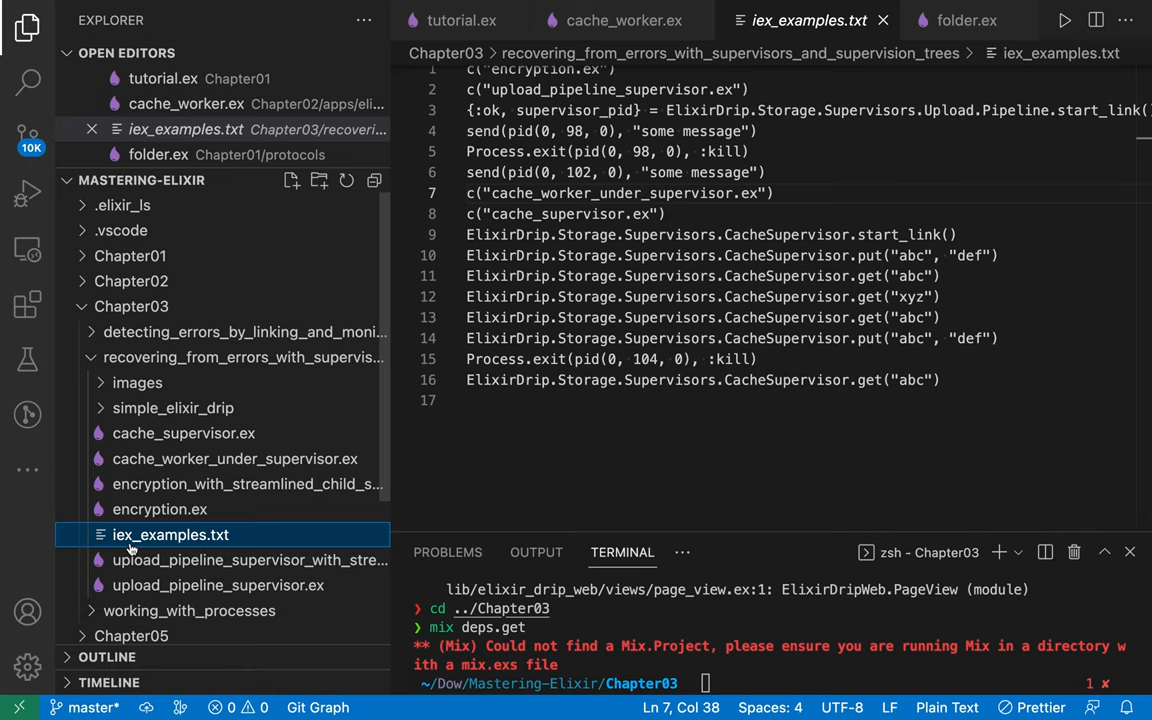 EXPLORER
tutorial.ex
cache_worker.ex
iex_examples.txt
folder.ex
OPEN EDITORS
tutorial.ex Chapter01
cache_worker.ex Chapter02/apps/eli...
iex_examples.txt Chapter03/recoveri...
folder.ex Chapter01/protocols
10K
MASTERING-ELIXIR
.elixir_ls
.vscode
Chapter01
Chapter02
Chapter03
detecting_errors_by_linking_and_moni...
recovering_from_errors_with_supervis...
images
simple_elixir_drip
cache_supervisor.ex
cache_worker_under_supervisor.ex
encryption_with_streamlined_child_s...
encryption.ex
iex_examples.txt
upload_pipeline_supervisor_with_stre...
upload_pipeline_supervisor.ex
working_with_processes
Chapter05
OUTLINE
TIMELINE
Chapter03 > recovering_from_errors_with_supervisors_and_supervision_trees > iex_examples.txt
1 c("encryption.ex")
2 c("upload_pipeline_supervisor.ex")
3 {:ok, supervisor_pid} = ElixirDrip.Storage.Supervisors.Upload.Pipeline.start_link()
4 send(pid(0, 98, 0), "some message")
5 Process.exit(pid(0, 98, 0), :kill)
6 send(pid(0, 102, 0), "some message")
7 c("cache_worker_under_supervisor.ex")
8 c("cache_supervisor.ex")
9 ElixirDrip.Storage.Supervisors.CacheSupervisor.start_link()
10 ElixirDrip.Storage.Supervisors.CacheSupervisor.put("abc", "def")
11 ElixirDrip.Storage.Supervisors.CacheSupervisor.get("abc")
12 ElixirDrip.Storage.Supervisors.CacheSupervisor.get("xyz")
13 ElixirDrip.Storage.Supervisors.CacheSupervisor.get("abc")
14 ElixirDrip.Storage.Supervisors.CacheSupervisor.put("abc", "def")
15 Process.exit(pid(0, 104, 0), :kill)
16 ElixirDrip.Storage.Supervisors.CacheSupervisor.get("abc")
17
PROBLEMS OUTPUT TERMINAL ... zsh - Chapter03
lib/elixir_drip_web/views/page_view.ex:1: ElixirDripWeb.PageView (module)
❯ cd ../Chapter03
❯ mix deps.get
** (Mix) Could not find a Mix.Project, please ensure you are running Mix in a directory w
ith a mix.exs file
~/Dow/Mastering-Elixir/Chapter03 1 ✘
master* 0 0 Git Graph Ln 7, Col 38 Spaces: 4 UTF-8 LF Plain Text Prettier